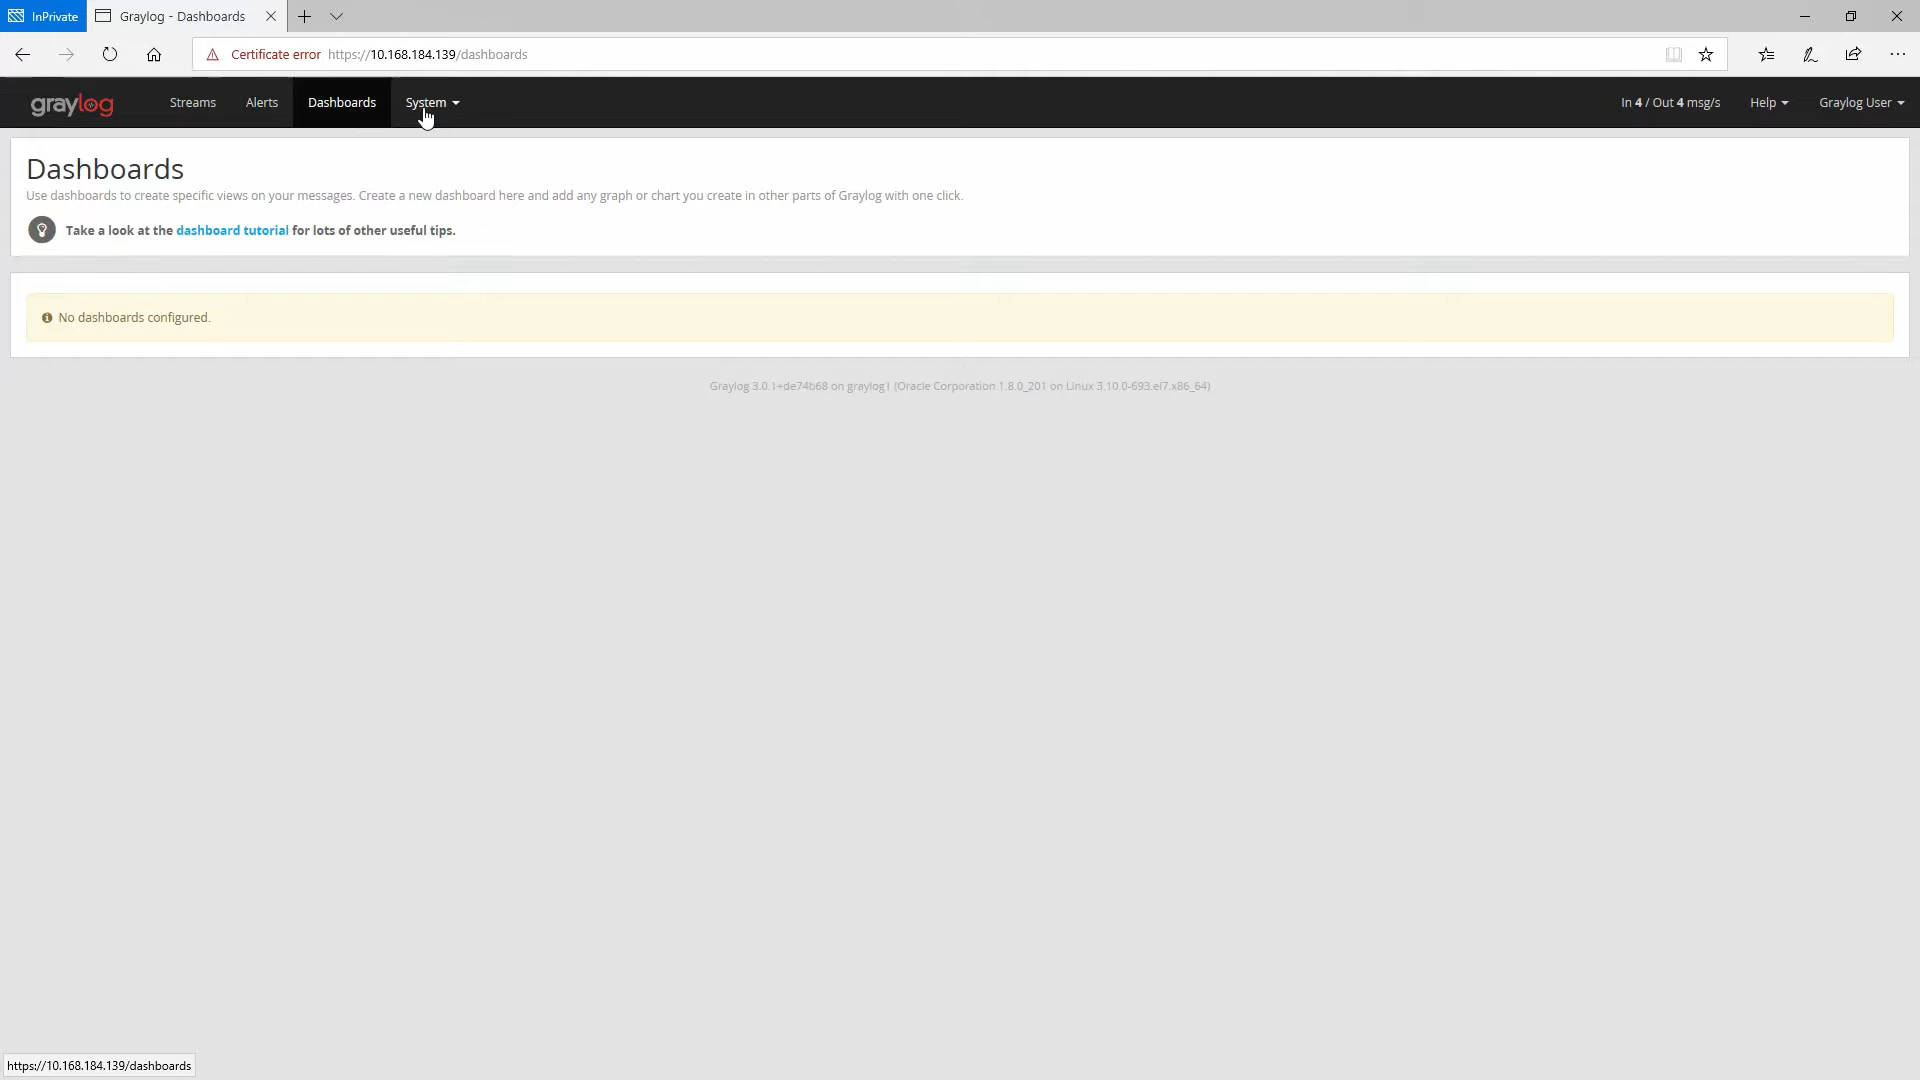 InPrivate
Graylog - Dashboards
Certificate error https://10.168.184.139/dashboards
graylog
Streams
Alerts
Dashboards
System
In 4 / Out 4 msg/s
Help
Graylog User
Dashboards
Use dashboards to create specific views on your messages. Create a new dashboard here and add any graph or chart you create in other parts of Graylog with one click.
Take a look at the dashboard tutorial for lots of other useful tips.
No dashboards configured.
Graylog 3.0.1+de74b68 on graylog1 (Oracle Corporation 1.8.0_201 on Linux 3.10.0-693.el7.x86_64)
https://10.168.184.139/dashboards